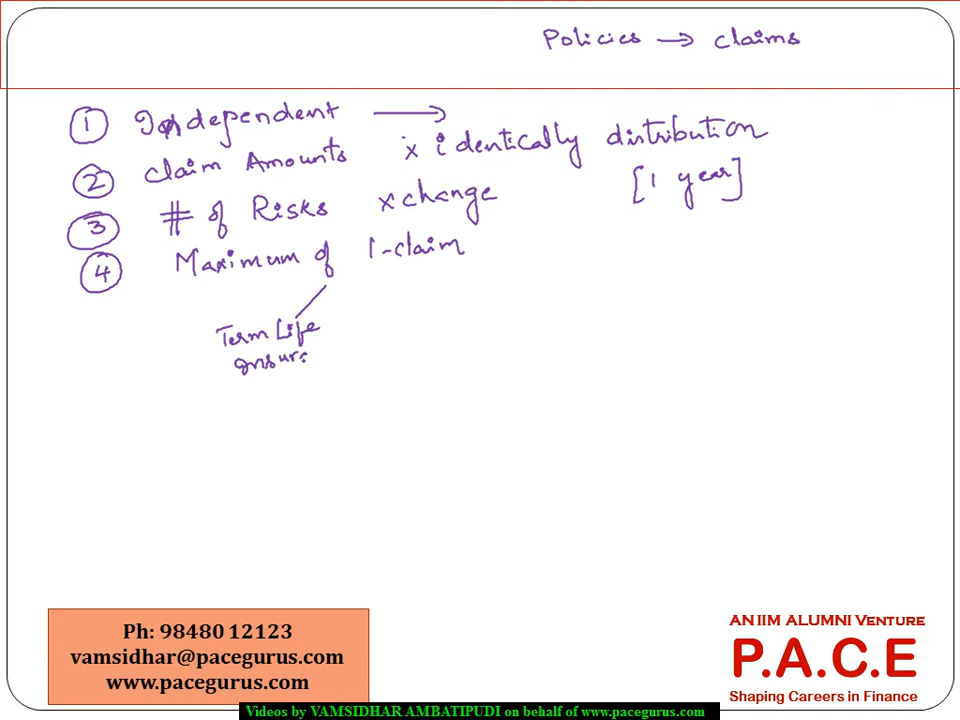 Policies → claims
① Independent →
② claim Amounts x identically distribution
③ # of Risks x change [1 year]
④ Maximum of 1-claim
Term Life
Insur
Ph: 98480 12123
vamsidhar@pacegurus.com
www.pacegurus.com
AN IIM ALUMNI VENTURE
P.A.C.E
Shaping Careers in Finance
Videos by VAMSIDHAR AMBATIPUDI on behalf of www.pacegurus.com